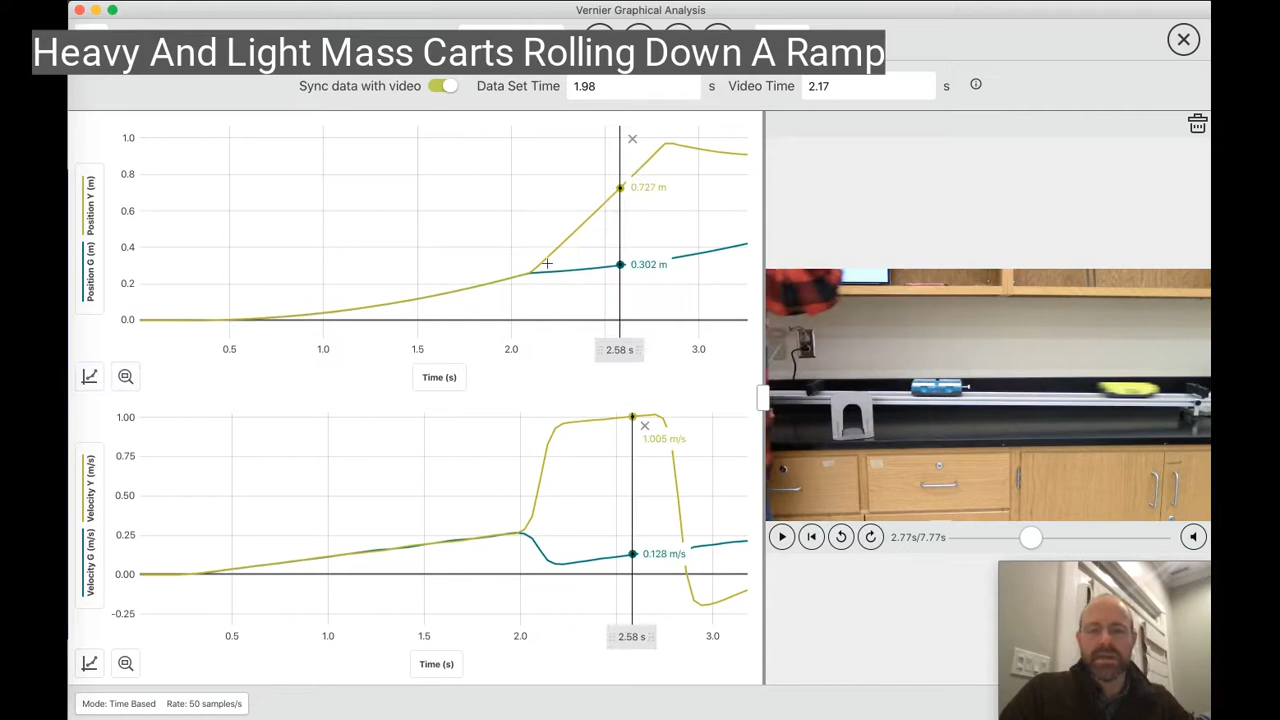 Vernier Graphical Analysis
Heavy And Light Mass Carts Rolling Down A Ramp
Sync data with video
Data Set Time
1.98
s
Video Time
2.17
s
Position Y (m)
Position G (m)
1.0
0.8
0.6
0.4
0.2
0.0
0.727 m
0.302 m
0.5
1.0
1.5
2.0
2.58 s
3.0
Time (s)
Velocity Y (m/s)
Velocity G (m/s)
1.00
0.75
0.50
0.25
0.00
-0.25
1.005 m/s
0.128 m/s
0.5
1.0
1.5
2.0
2.58 s
3.0
Time (s)
2.77s/7.77s
Mode: Time Based Rate: 50 samples/s